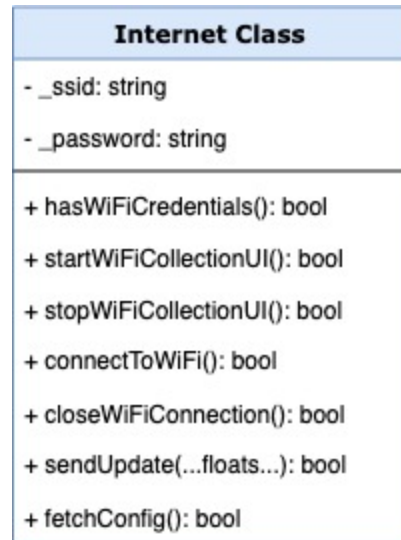 Internet Class
- _ssid: string
- _password: string
+ hasWiFiCredentials(): bool
+ startWiFiCollectionUI(): bool
+ stopWiFiCollectionUI(): bool
+ connectToWiFi(): bool
+ closeWiFiConnection(): bool
+ sendUpdate(...floats...): bool
+ fetchConfig(): bool